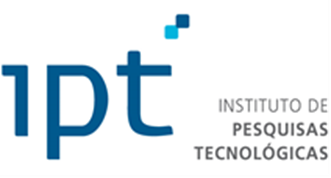 ipt
INSTITUTO DE
PESQUISAS
TECNOLÓGICAS